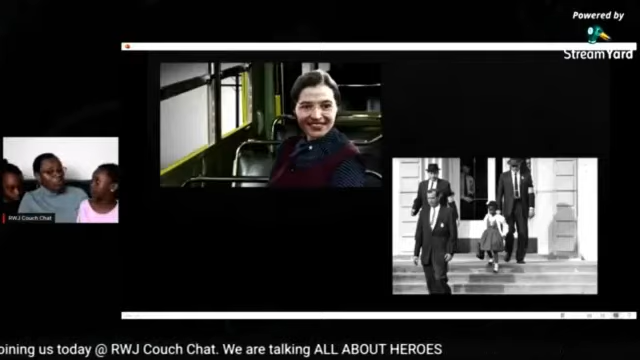 Powered by
StreamYard
RWJ Couch Chat
oining us today @ RWJ Couch Chat. We are talking ALL ABOUT HEROES